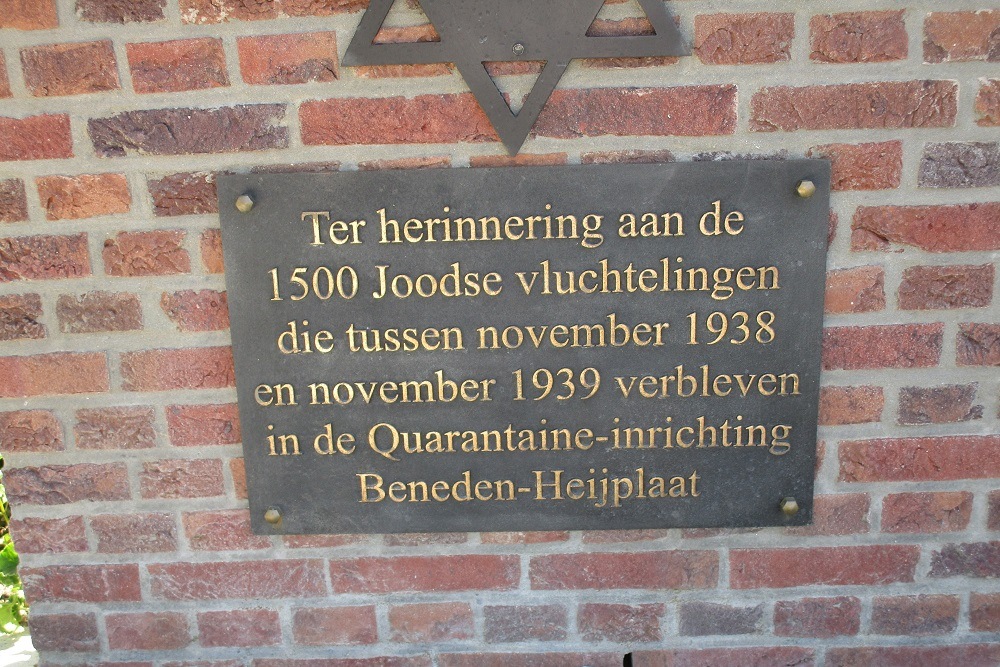 Ter herinnering aan de
1500 Joodse vluchtelingen
die tussen november 1938
en november 1939 verbleven
in de Quarantaine-inrichting
Beneden-Heijplaat